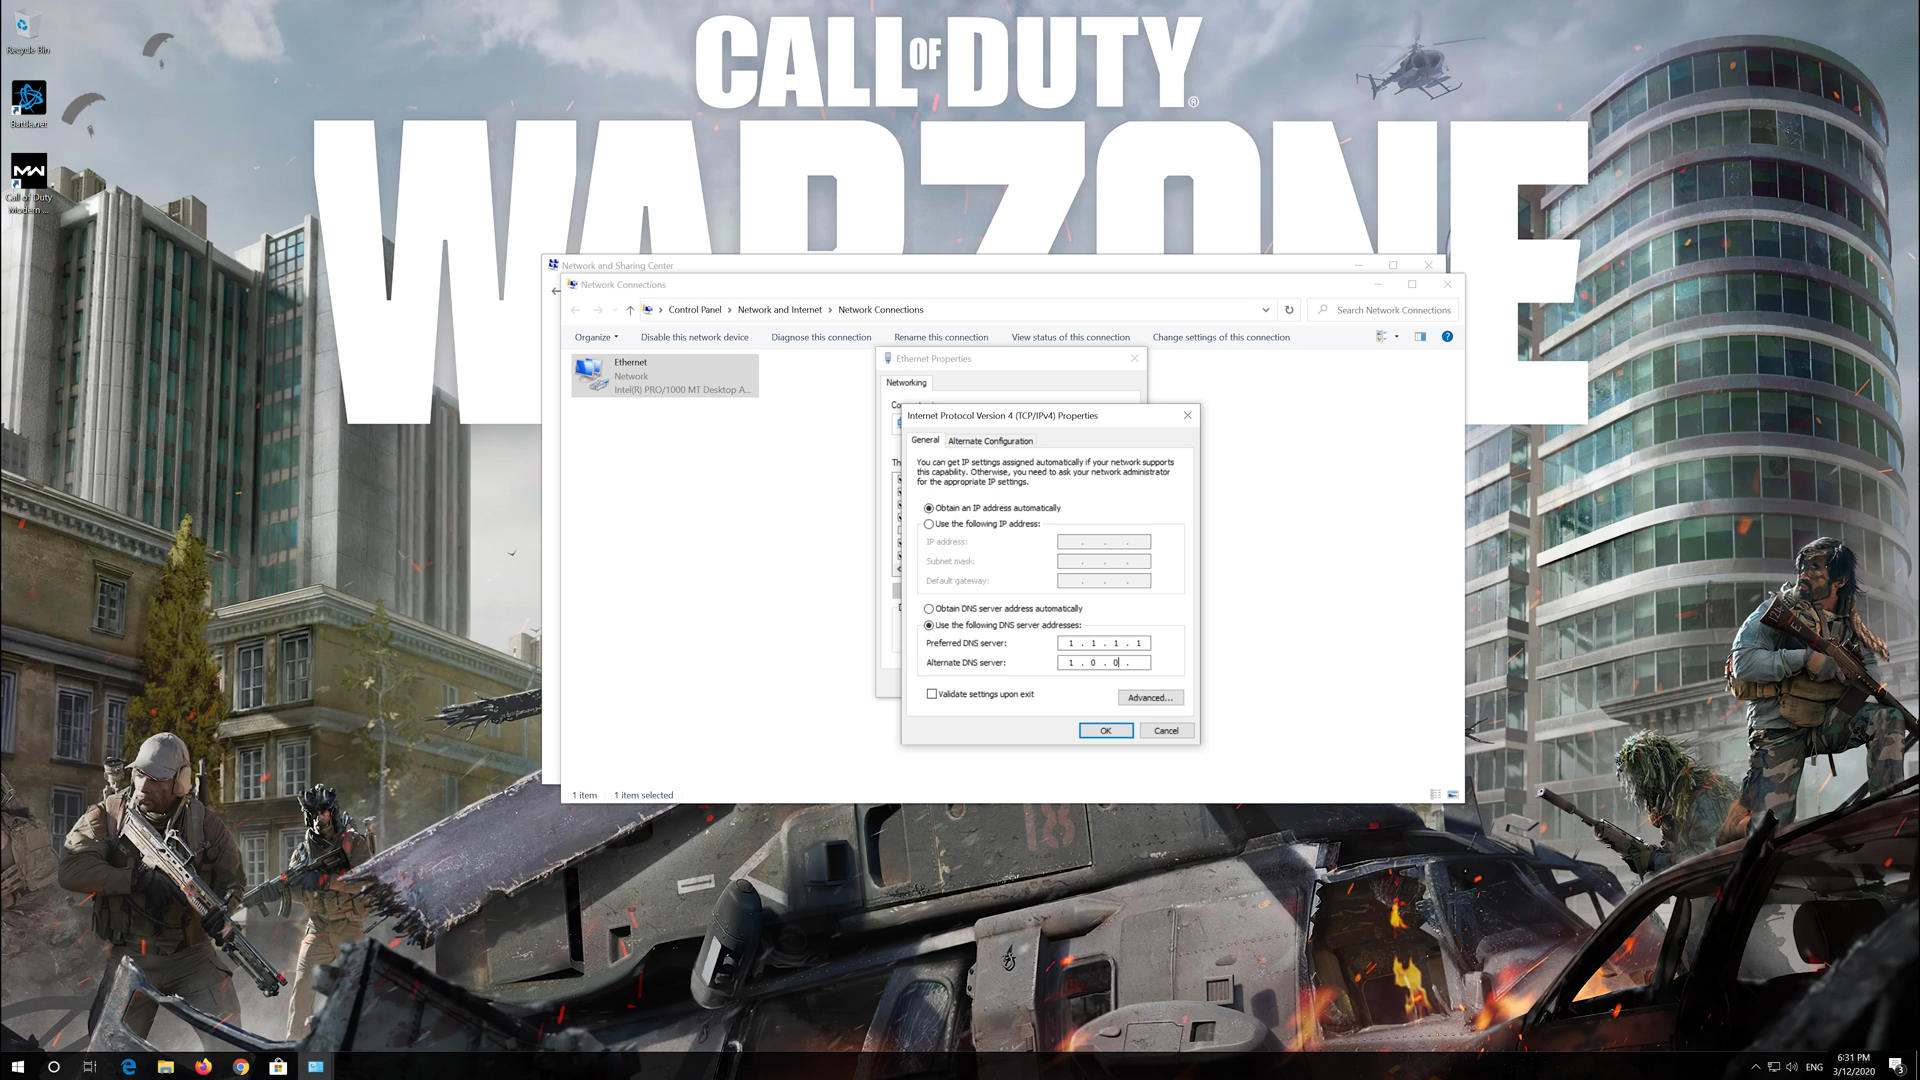 Recycle Bin
Battle.net
MW
Call of Duty
Modern ...
CALL OF DUTY®
WARZONE
Network and Sharing Center
Network Connections
Control Panel > Network and Internet > Network Connections
Search Network Connections
Organize
Disable this network device
Diagnose this connection
Rename this connection
View status of this connection
Change settings of this connection
Ethernet
Network
Intel(R) PRO/1000 MT Desktop A...
Ethernet Properties
Networking
Internet Protocol Version 4 (TCP/IPv4) Properties
General
Alternate Configuration
You can get IP settings assigned automatically if your network supports
this capability. Otherwise, you need to ask your network administrator
for the appropriate IP settings.
Obtain an IP address automatically
Use the following IP address:
IP address:
Subnet mask:
Default gateway:
Obtain DNS server address automatically
Use the following DNS server addresses:
Preferred DNS server: 1 . 1 . 1 . 1
Alternate DNS server: 1 . 0 . 0 .
Validate settings upon exit
Advanced...
OK
Cancel
1 item
1 item selected
18
ENG
6:31 PM
3/12/2020
3